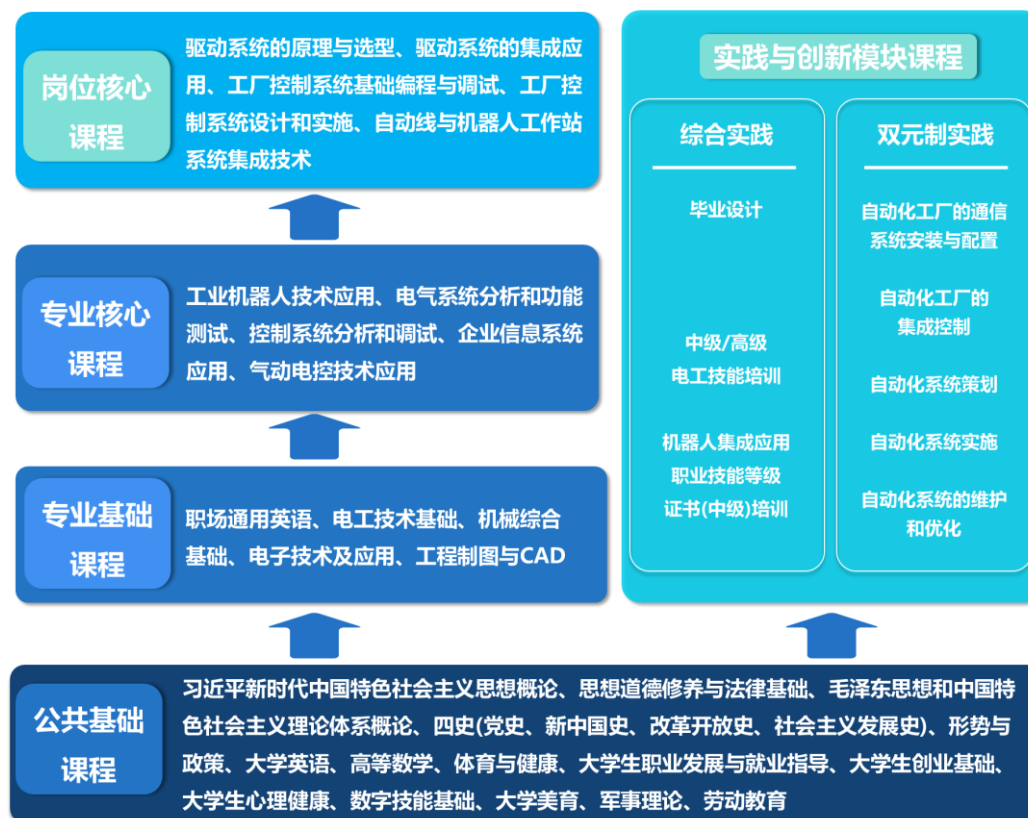 岗位核心
课程
驱动系统的原理与选型、驱动系统的集成应
用、工厂控制系统基础编程与调试、工厂控
制系统设计和实施、自动线与机器人工作站
系统集成技术
专业核心
课程
工业机器人技术应用、电气系统分析和功能
测试、控制系统分析和调试、企业信息系统
应用、气动电控技术应用
专业基础
课程
职场通用英语、电工技术基础、机械综合
基础、电子技术及应用、工程制图与CAD
实践与创新模块课程
综合实践
毕业设计
中级/高级
电工技能培训
机器人集成应用
职业技能等级
证书(中级)培训
双元制实践
自动化工厂的通信
系统安装与配置
自动化工厂的
集成控制
自动化系统策划
自动化系统实施
自动化系统的维护
和优化
公共基础
课程
习近平新时代中国特色社会主义思想概论、思想道德修养与法律基础、毛泽东思想和中国特
色社会主义理论体系概论、四史(党史、新中国史、改革开放史、社会主义发展史)、形势与
政策、大学英语、高等数学、体育与健康、大学生职业发展与就业指导、大学生创业基础、
大学生心理健康、数字技能基础、大学美育、军事理论、劳动教育